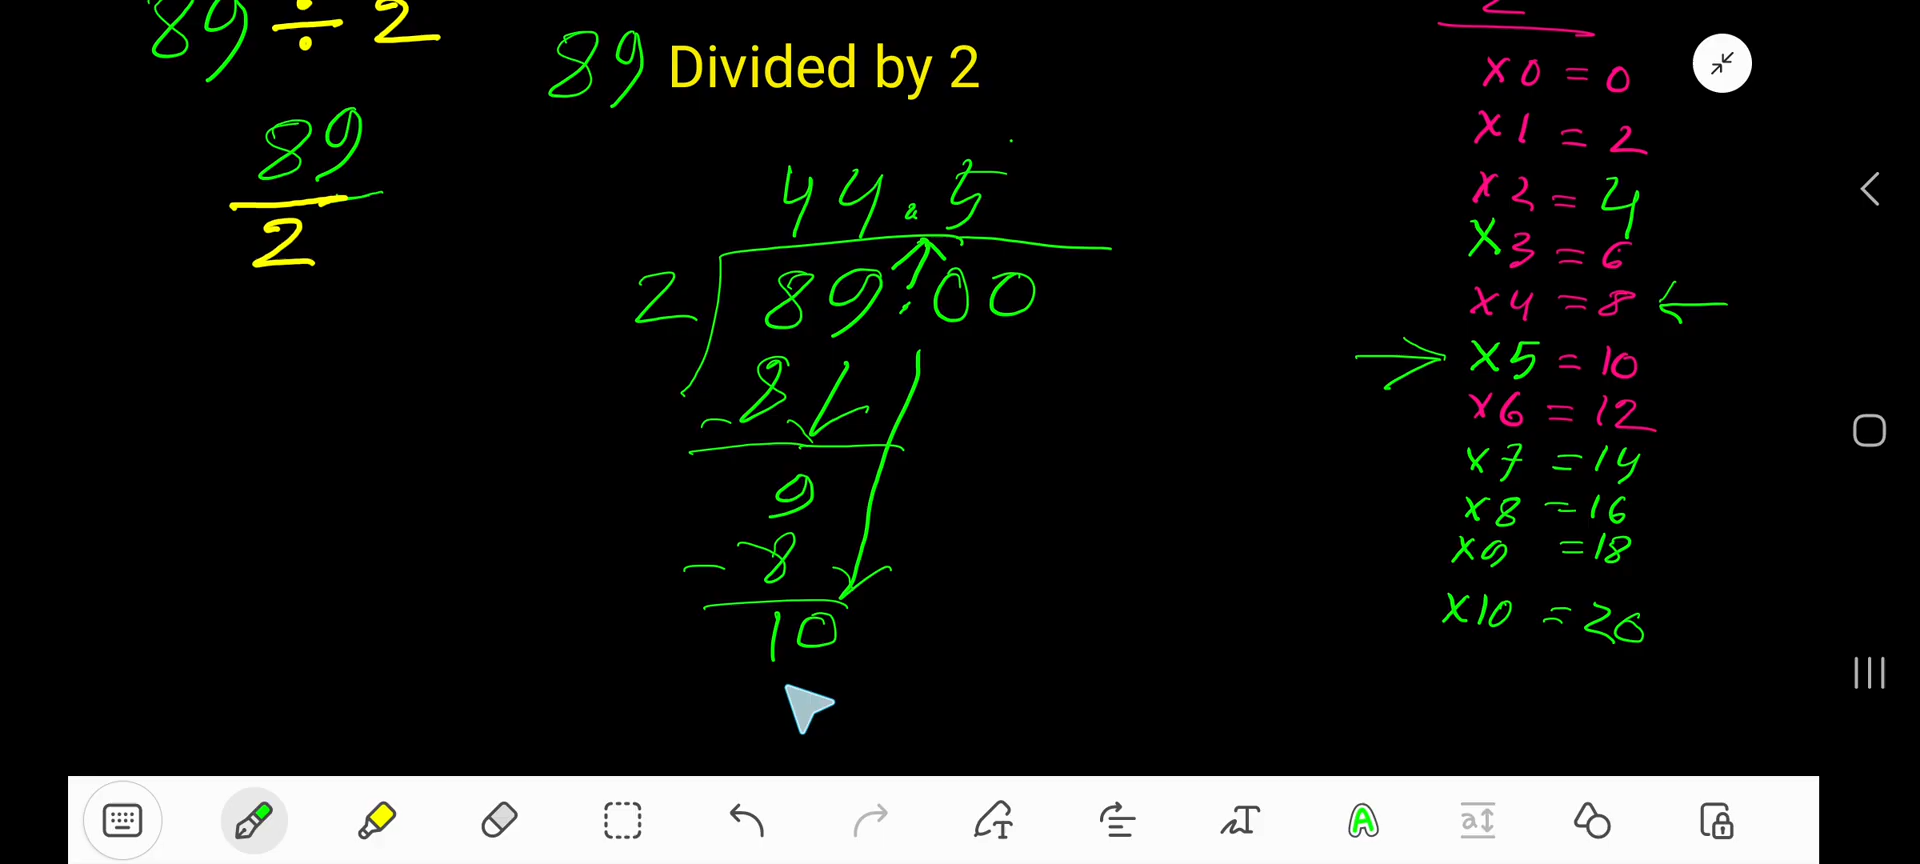 89 ÷ 2
89 Divided by 2
89
2
44.5
2 89.00
8
9
- 8
10
2
x0 = 0
x1 = 2
x2 = 4
x3 = 6
x4 = 8
x5 = 10
x6 = 12
x7 = 14
x8 = 16
x9 = 18
x10 = 20
T
T
A
a